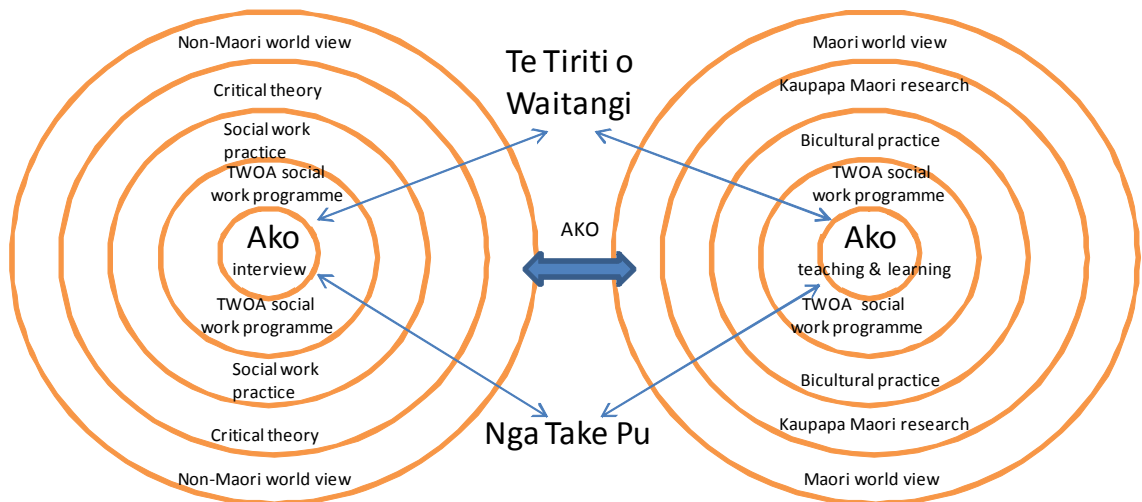 Non-Maori world view
Critical theory
Social work
practice
TWOA social
work programme
Ako
interview
TWOA social
work programme
Social work
practice
Critical theory
Non-Maori world view
Te Tiriti o
Waitangi
AKO
Nga Take Pu
Maori world view
Kaupapa Maori research
Bicultural practice
TWOA social
work programme
Ako
teaching & learning
TWOA social
work programme
Bicultural practice
Kaupapa Maori research
Maori world view